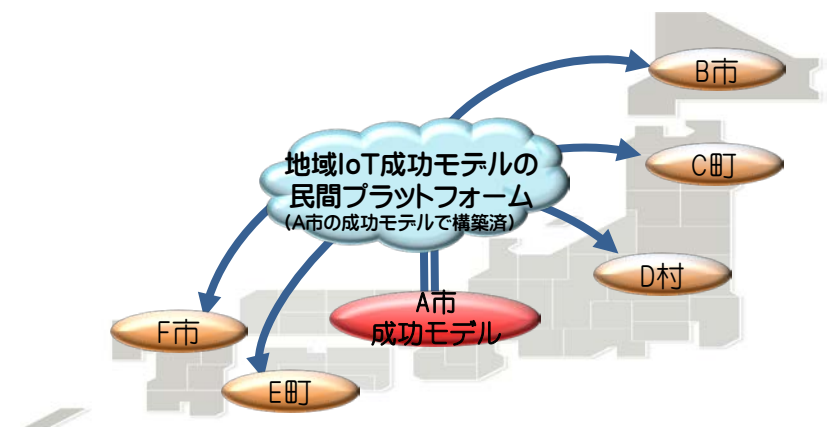 B市
地域IoT成功モデルの
民間プラットフォーム
(A市の成功モデルで構築済)
C町
D村
A市
成功モデル
F市
E町